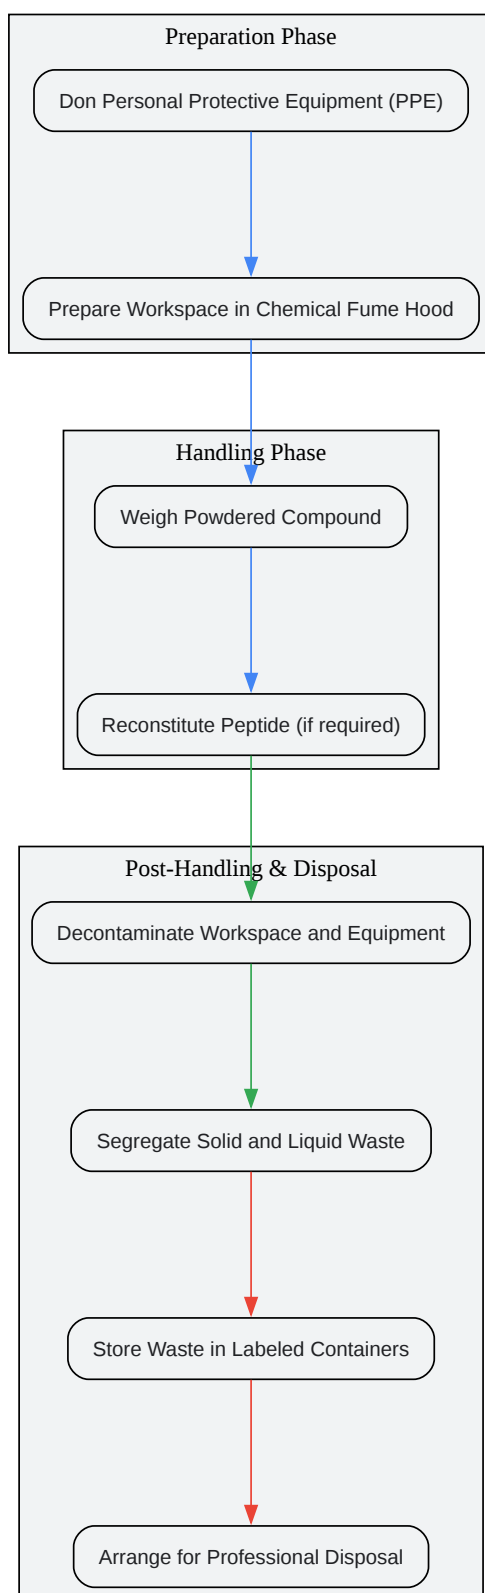 Preparation Phase
Don Personal Protective Equipment (PPE)
Prepare Workspace in Chemical Fume Hood
Handling Phase
Weigh Powdered Compound
Reconstitute Peptide (if required)
Post-Handling & Disposal
Decontaminate Workspace and Equipment
Segregate Solid and Liquid Waste
Store Waste in Labeled Containers
Arrange for Professional Disposal